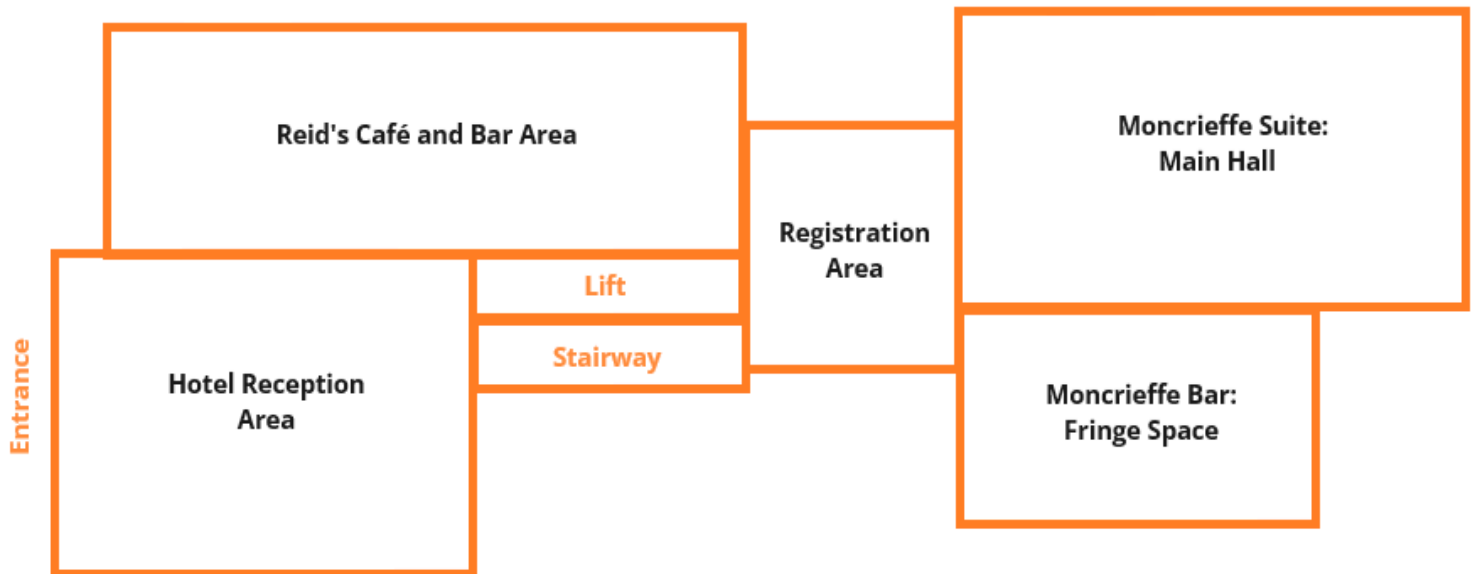 Reid's Café and Bar Area
Moncrieffe Suite:
Main Hall
Registration
Area
Lift
Stairway
Entrance
Hotel Reception
Area
Moncrieffe Bar:
Fringe Space